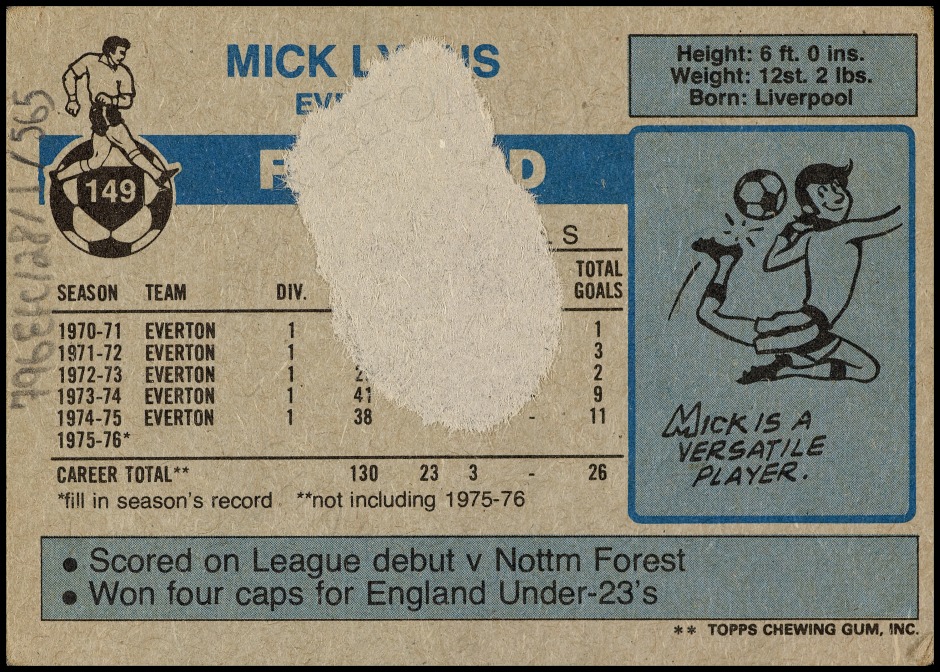 MICK
Height: 6 ft. 0 ins.
Weight: 12st. 2 lbs.
Born: Liverpool
149
SEASON TEAM DIV. TOTAL GOALS
1970-71 EVERTON 1 1
1971-72 EVERTON 1 3
1972-73 EVERTON 1 2
1973-74 EVERTON 1 41 9
1974-75 EVERTON 1 38 - 11
1975-76*
CAREER TOTAL** 130 23 3 - 26
*fill in season's record **not including 1975-76
MICK IS A
VERSATILE
PLAYER.
• Scored on League debut v Nottm Forest
• Won four caps for England Under-23's
** TOPPS CHEWING GUM, INC.